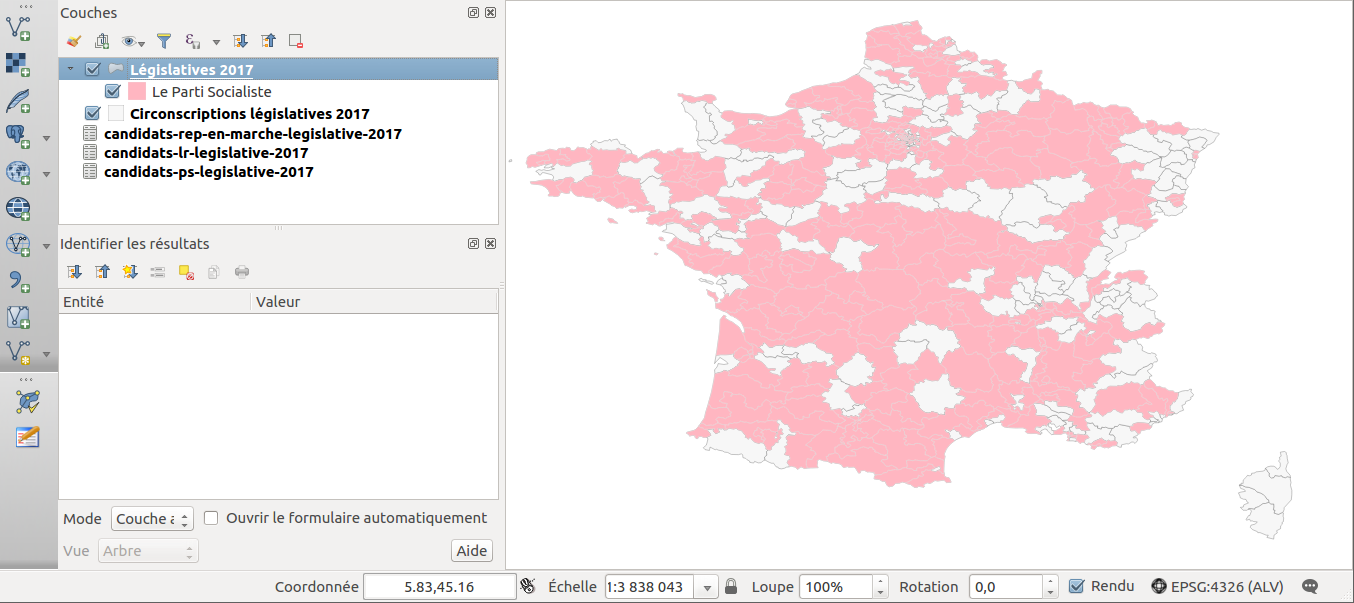 Couches
Législatives 2017
Le Parti Socialiste
Circonscriptions législatives 2017
candidats-rep-en-marche-legislative-2017
candidats-lr-legislative-2017
candidats-ps-legislative-2017
Identifier les résultats
Entité Valeur
Mode Couche a Ouvrir le formulaire automatiquement
Vue Arbre Aide
Coordonnée 5.83,45.16 Échelle 1:3 838 043 Loupe 100% Rotation 0,0 Rendu EPSG:4326 (ALV)